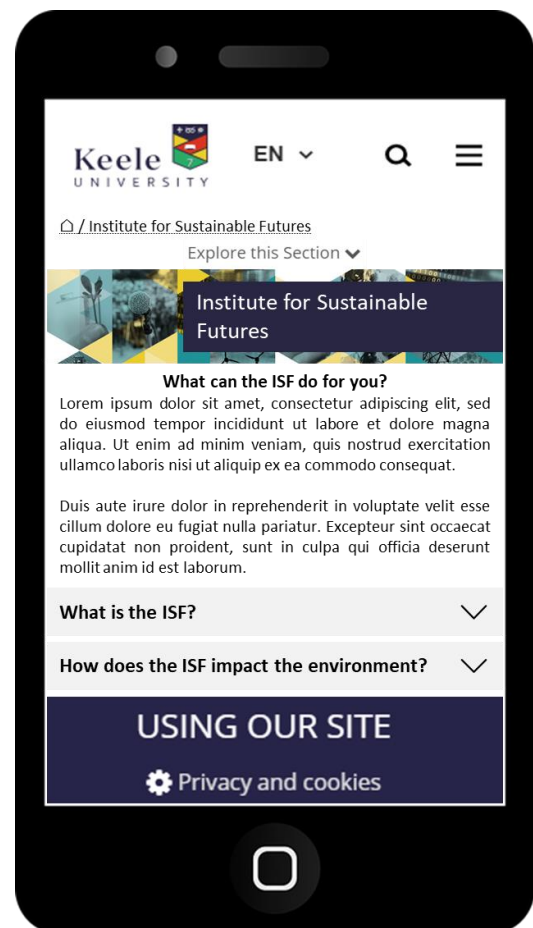 Keele
UNIVERSITY
EN
/ Institute for Sustainable Futures
Explore this Section
Institute for Sustainable
Futures
What can the ISF do for you?
Lorem ipsum dolor sit amet, consectetur adipiscing elit, sed
do eiusmod tempor incididunt ut labore et dolore magna
aliqua. Ut enim ad minim veniam, quis nostrud exercitation
ullamco laboris nisi ut aliquip ex ea commodo consequat.
Duis aute irure dolor in reprehenderit in voluptate velit esse
cillum dolore eu fugiat nulla pariatur. Excepteur sint occaecat
cupidatat non proident, sunt in culpa qui officia deserunt
mollit anim id est laborum.
What is the ISF?
How does the ISF impact the environment?
USING OUR SITE
Privacy and cookies